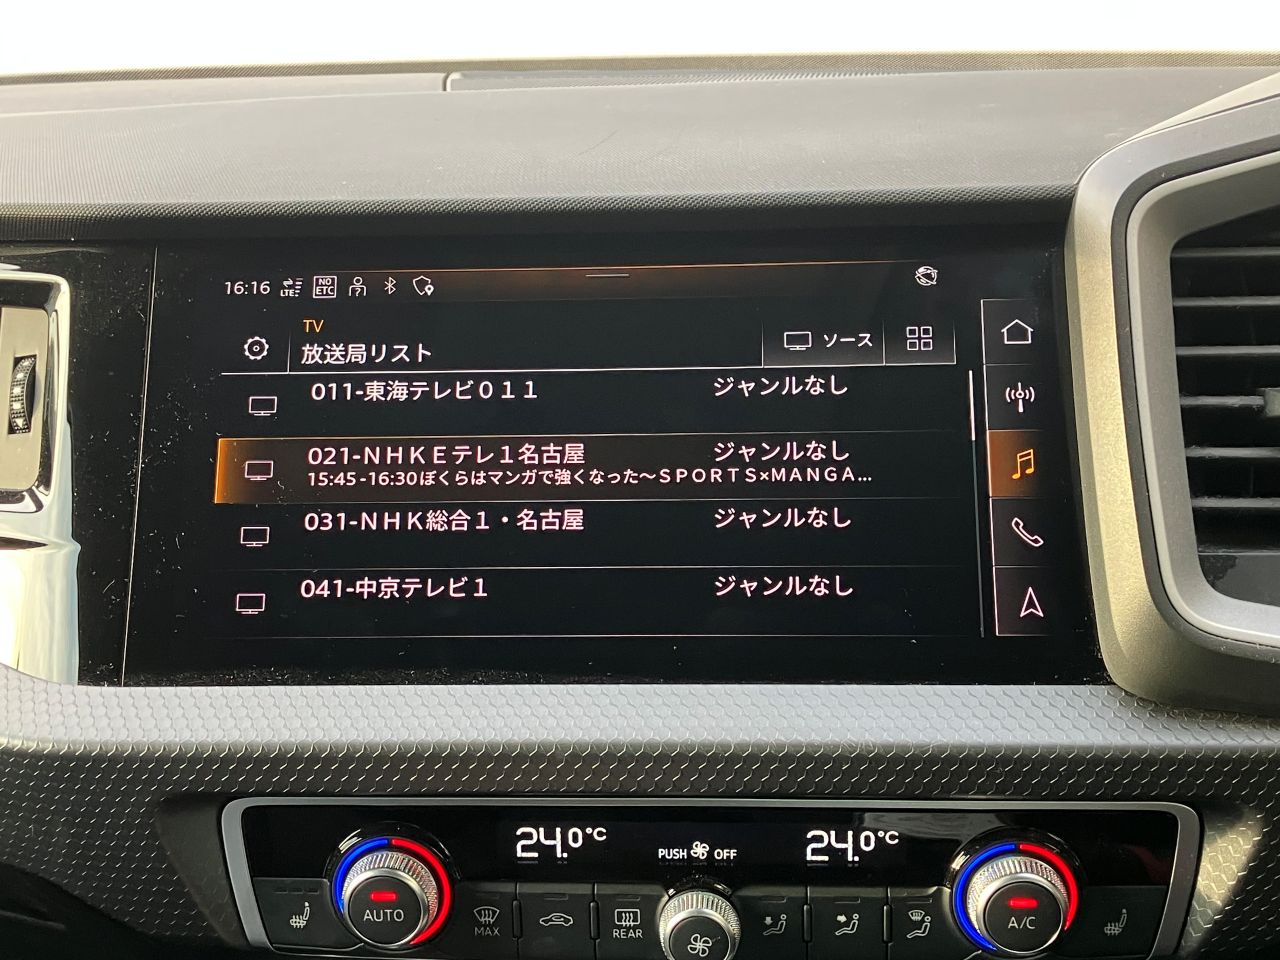 16:16 LTE NO ETC
TV
放送局リスト ソース
011-東海テレビ０１１ ジャンルなし
021-ＮＨＫＥテレ１名古屋 ジャンルなし
15:45-16:30ぼくらはマンガで強くなった～ＳＰＯＲＴＳ×ＭＡＮＧＡ…
031-ＮＨＫ総合１・名古屋 ジャンルなし
041-中京テレビ１ ジャンルなし
24.0°C PUSH OFF 24.0°C
AUTO MAX REAR A/C